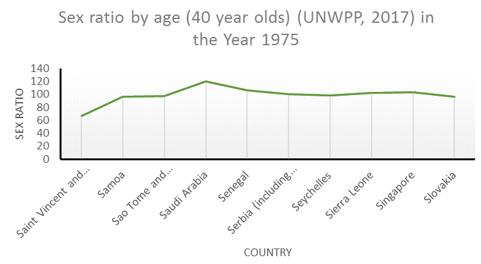 Sex ratio by age (40 year olds) (UNWPP, 2017) in
the Year 1975
140
120
100
80
60
40
20
0
SEX RATIO
Saint Vincent and...
Samoa
Sao Tome and...
Saudi Arabia
Senegal
Serbia (including...
Seychelles
Sierra Leone
Singapore
Slovakia
COUNTRY